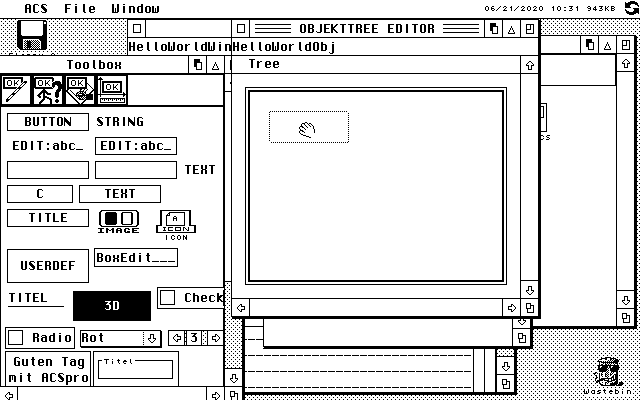 ACS File Window
06/21/2020 10:31 943KB
OBJEKTTREE EDITOR
HelloWorldWin
HelloWorldObj
Toolbox
Tree
OK
OK
OK
OK
BUTTON STRING
EDIT:abc_ EDIT:abc_
TEXT
C TEXT
TITLE
IMAGE
A
ICON
ICON
USERDEF BoxEdit___
TITEL 3D Check
Radio Rot 3
Guten Tag
mit ACSpro
Titel
Wastebin